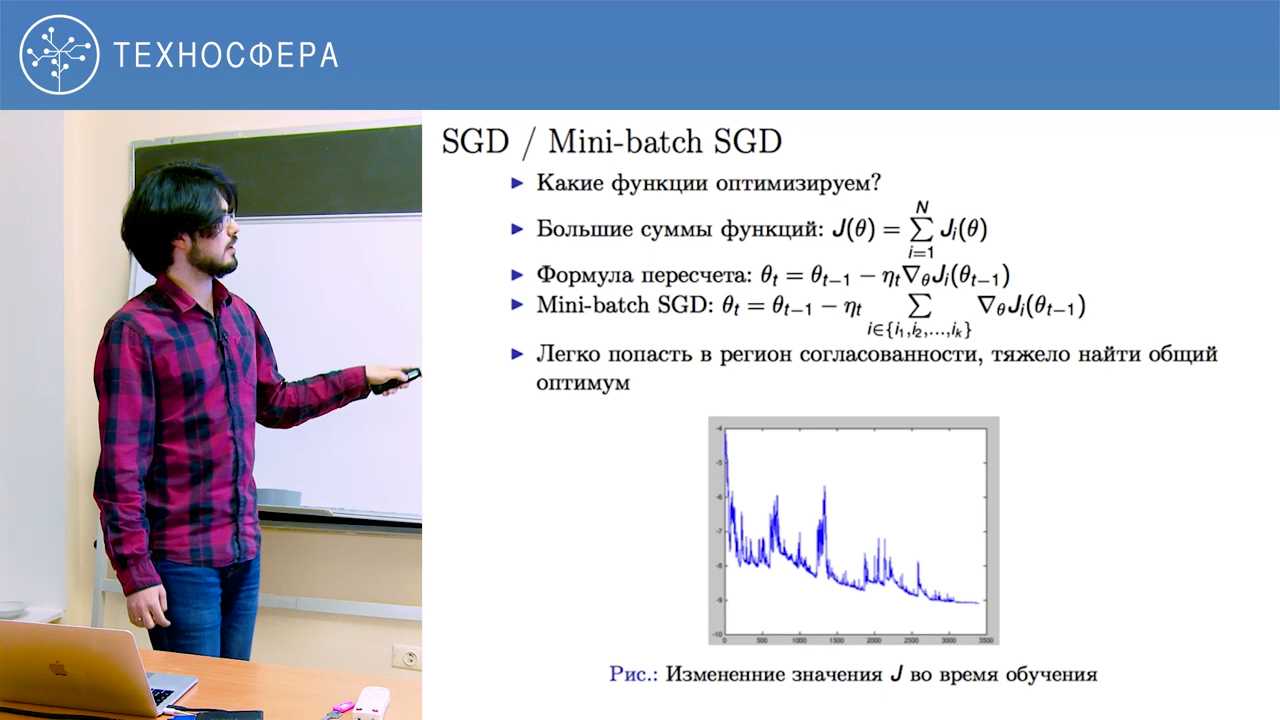 ТЕХНОСФЕРА
SGD / Mini-batch SGD
▶ Какие функции оптимизируем?
▶ Большие суммы функций: J(θ) = ∑_{i=1}^{N} J_i(θ)
▶ Формула пересчета: θ_t = θ_{t−1} − η_t∇_θJ_i(θ_{t−1})
▶ Mini-batch SGD: θ_t = θ_{t−1} − η_t ∑_{i∈{i_1,i_2,...,i_k}} ∇_θJ_i(θ_{t−1})
▶ Легко попасть в регион согласованности, тяжело найти общий
оптимум
-4
-5
-6
-7
-8
-9
-10
0 500 1000 1500 2000 2500 3000 3500
Рис.: Измененние значения J во время обучения